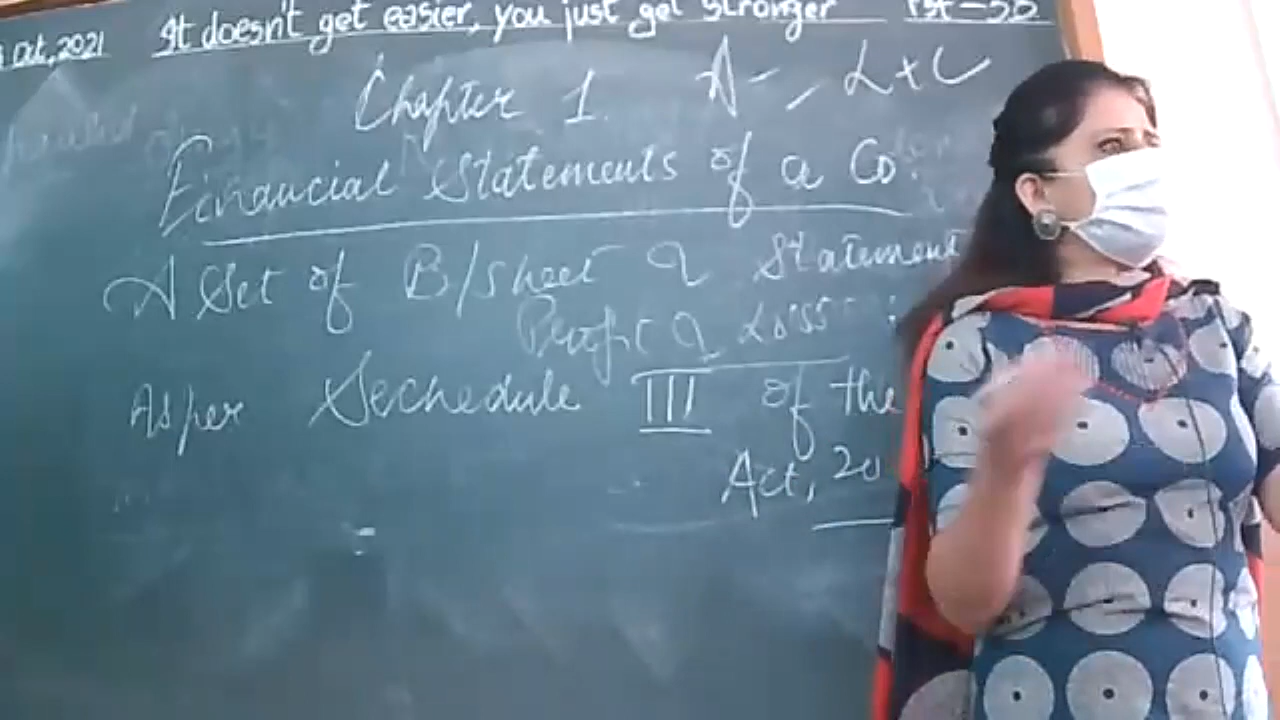 Oct, 2021 It doesn't get easier, you just get stronger
Chapter 1. A = L + C
Financial Statements of a Co.
A Set of B/sheet & Statement
Profit & Loss :
As per Sechedule III of the
Act, 20